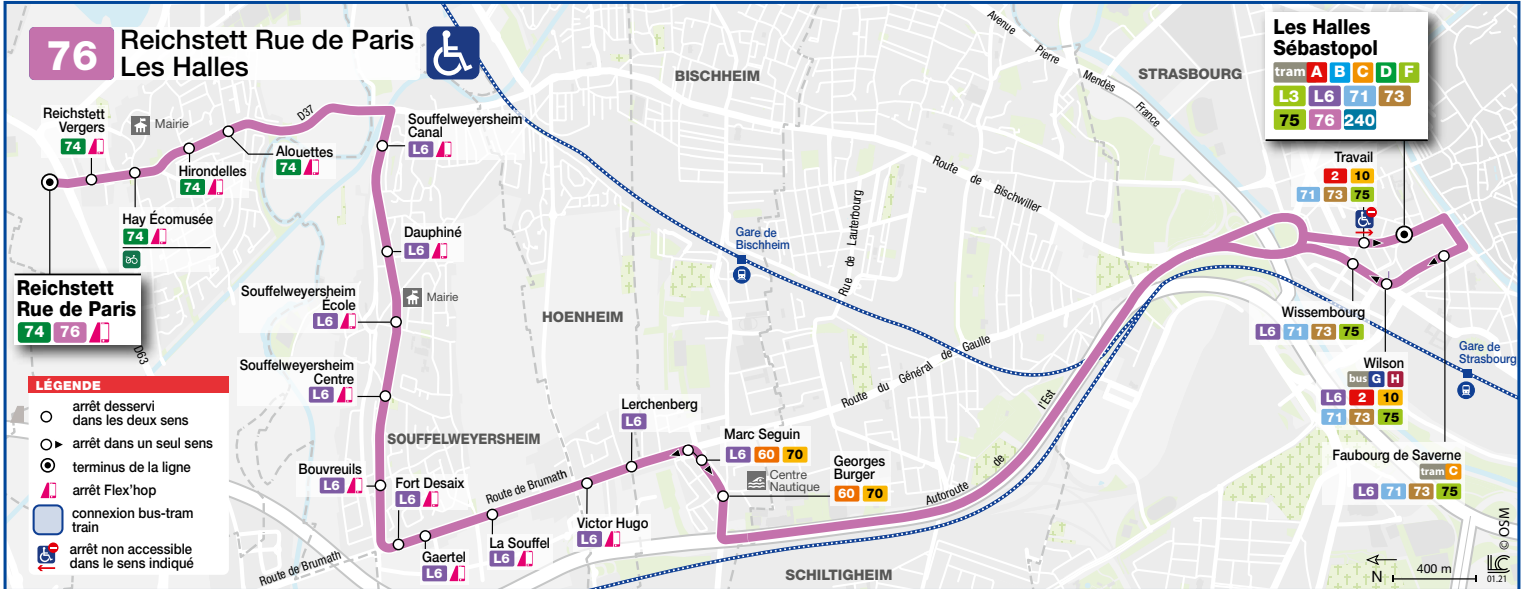 76
Reichstett Rue de Paris
Les Halles
BISCHHEIM
Avenue Pierre Mendès France
STRASBOURG
Les Halles
Sébastopol
tram A B C D F
L3 L6 71 73
75 76 240
Reichstett
Vergers
74
Mairie
D37
Hirondelles
74
Alouettes
74
Souffelweyersheim
Canal
L6
Hay Écomusée
74
Reichstett
Rue de Paris
74 76
D63
Dauphiné
L6
Souffelweyersheim
École
L6
Mairie
Souffelweyersheim
Centre
L6
HOENHEIM
Gare de
Bischheim
Rue de Lauterbourg
Route de Bischwiller
Travail
2 10
71 73 75
Wissembourg
L6 71 73 75
Wilson
bus G H
L6 2 10
71 73 75
Gare de
Strasbourg
Faubourg de Saverne
tram C
L6 71 73 75
Route du Général de Gaulle
Autoroute de l'Est
SOUFFELWEYERSHEIM
Bouvreuils
L6
Fort Desaix
L6
Route de Brumath
Gaertel
L6
La Souffel
L6
Route de Brumath
Victor Hugo
L6
Lerchenberg
L6
Marc Seguin
L6 60 70
Centre
Nautique
Georges
Burger
60 70
SCHILTIGHEIM
LÉGENDE
arrêt desservi
dans les deux sens
arrêt dans un seul sens
terminus de la ligne
arrêt Flex'hop
connexion bus-tram
train
arrêt non accessible
dans le sens indiqué
N
400 m
© OSM
LC
01.21